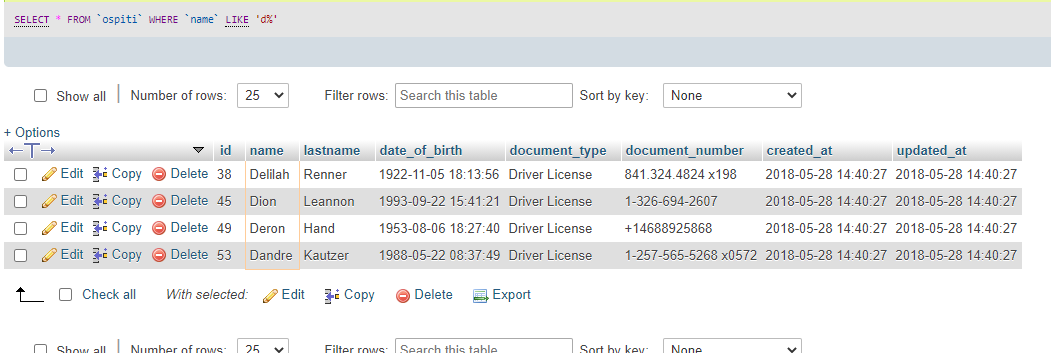 SELECT * FROM `ospiti` WHERE `name` LIKE 'd%'
Show all Number of rows: 25 Filter rows: Search this table Sort by key: None
+ Options
id name lastname date_of_birth document_type document_number created_at updated_at
Edit Copy Delete 38 Delilah Renner 1922-11-05 18:13:56 Driver License 841.324.4824 x198 2018-05-28 14:40:27 2018-05-28 14:40:27
Edit Copy Delete 45 Dion Leannon 1993-09-22 15:41:21 Driver License 1-326-694-2607 2018-05-28 14:40:27 2018-05-28 14:40:27
Edit Copy Delete 49 Deron Hand 1953-08-06 18:27:40 Driver License +14688925868 2018-05-28 14:40:27 2018-05-28 14:40:27
Edit Copy Delete 53 Dandre Kautzer 1988-05-22 08:37:49 Driver License 1-257-565-5268 x0572 2018-05-28 14:40:27 2018-05-28 14:40:27
Check all With selected: Edit Copy Delete Export
Show all Number of rows: 25 Filter rows: Search this table Sort by key: None